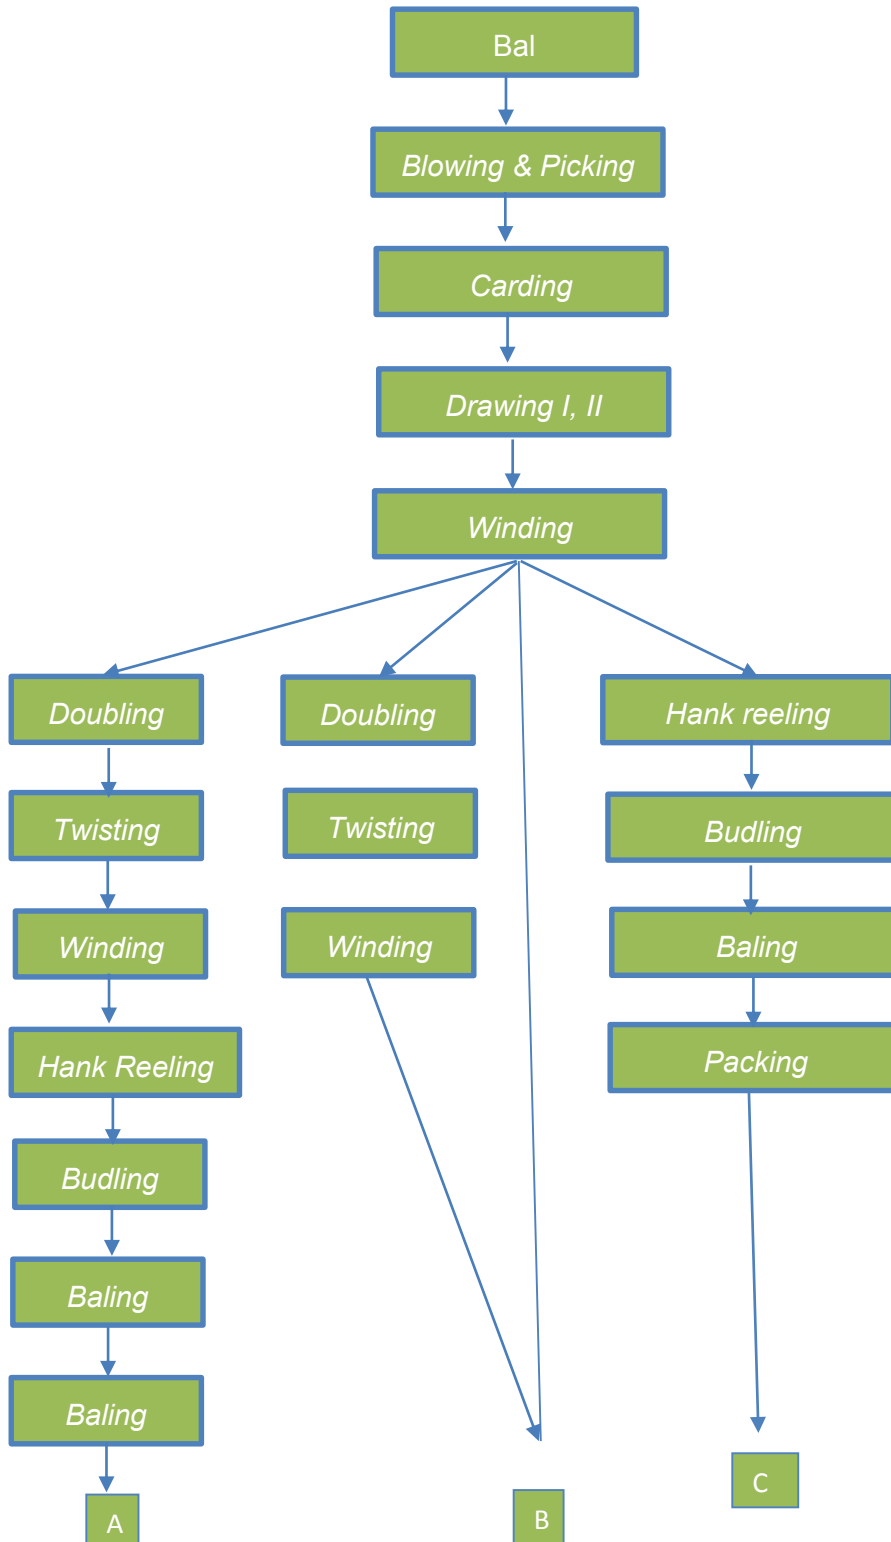 Bal
Blowing & Picking
Carding
Drawing I, II
Winding
Doubling
Doubling
Hank reeling
Twisting
Twisting
Budling
Winding
Winding
Baling
Hank Reeling
Packing
Budling
Baling
Baling
A
B
C